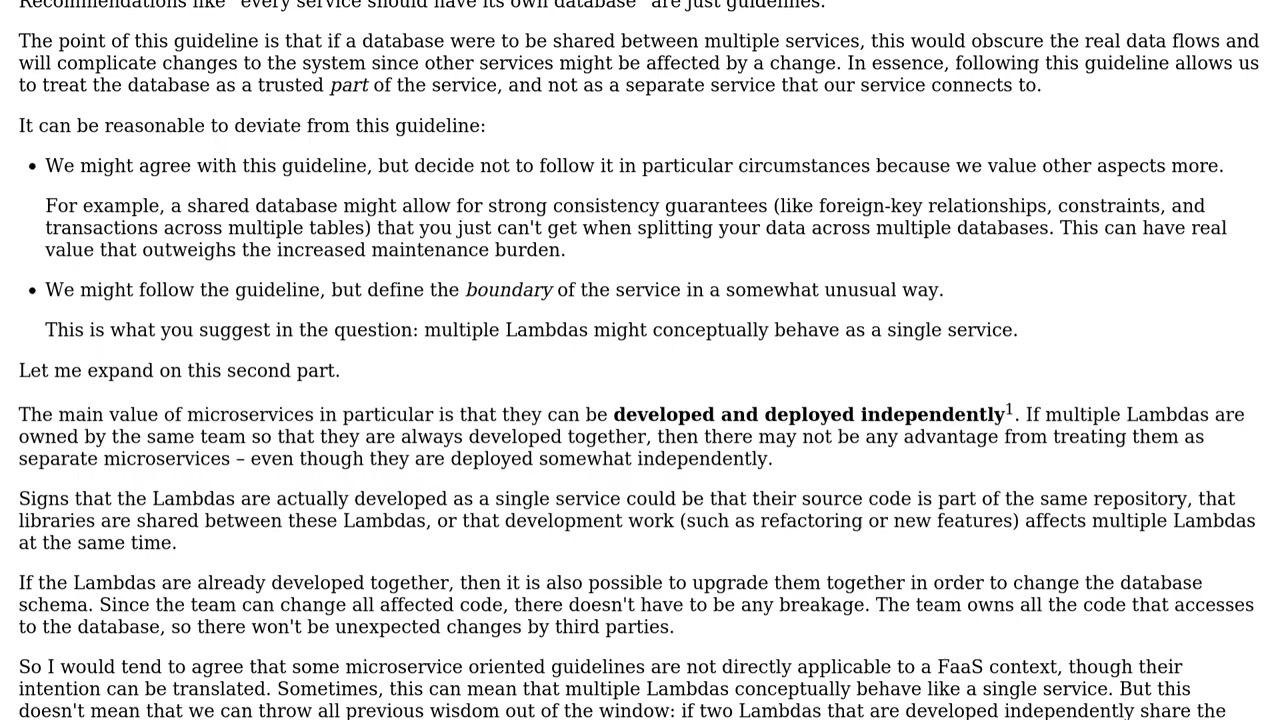 Recommendations like "every service should have its own database" are just guidelines.
The point of this guideline is that if a database were to be shared between multiple services, this would obscure the real data flows and
will complicate changes to the system since other services might be affected by a change. In essence, following this guideline allows us
to treat the database as a trusted part of the service, and not as a separate service that our service connects to.
It can be reasonable to deviate from this guideline:
• We might agree with this guideline, but decide not to follow it in particular circumstances because we value other aspects more.
For example, a shared database might allow for strong consistency guarantees (like foreign-key relationships, constraints, and
transactions across multiple tables) that you just can't get when splitting your data across multiple databases. This can have real
value that outweighs the increased maintenance burden.
• We might follow the guideline, but define the boundary of the service in a somewhat unusual way.
This is what you suggest in the question: multiple Lambdas might conceptually behave as a single service.
Let me expand on this second part.
The main value of microservices in particular is that they can be developed and deployed independently1. If multiple Lambdas are
owned by the same team so that they are always developed together, then there may not be any advantage from treating them as
separate microservices – even though they are deployed somewhat independently.
Signs that the Lambdas are actually developed as a single service could be that their source code is part of the same repository, that
libraries are shared between these Lambdas, or that development work (such as refactoring or new features) affects multiple Lambdas
at the same time.
If the Lambdas are already developed together, then it is also possible to upgrade them together in order to change the database
schema. Since the team can change all affected code, there doesn't have to be any breakage. The team owns all the code that accesses
to the database, so there won't be unexpected changes by third parties.
So I would tend to agree that some microservice oriented guidelines are not directly applicable to a FaaS context, though their
intention can be translated. Sometimes, this can mean that multiple Lambdas conceptually behave like a single service. But this
doesn't mean that we can throw all previous wisdom out of the window: if two Lambdas that are developed independently share the